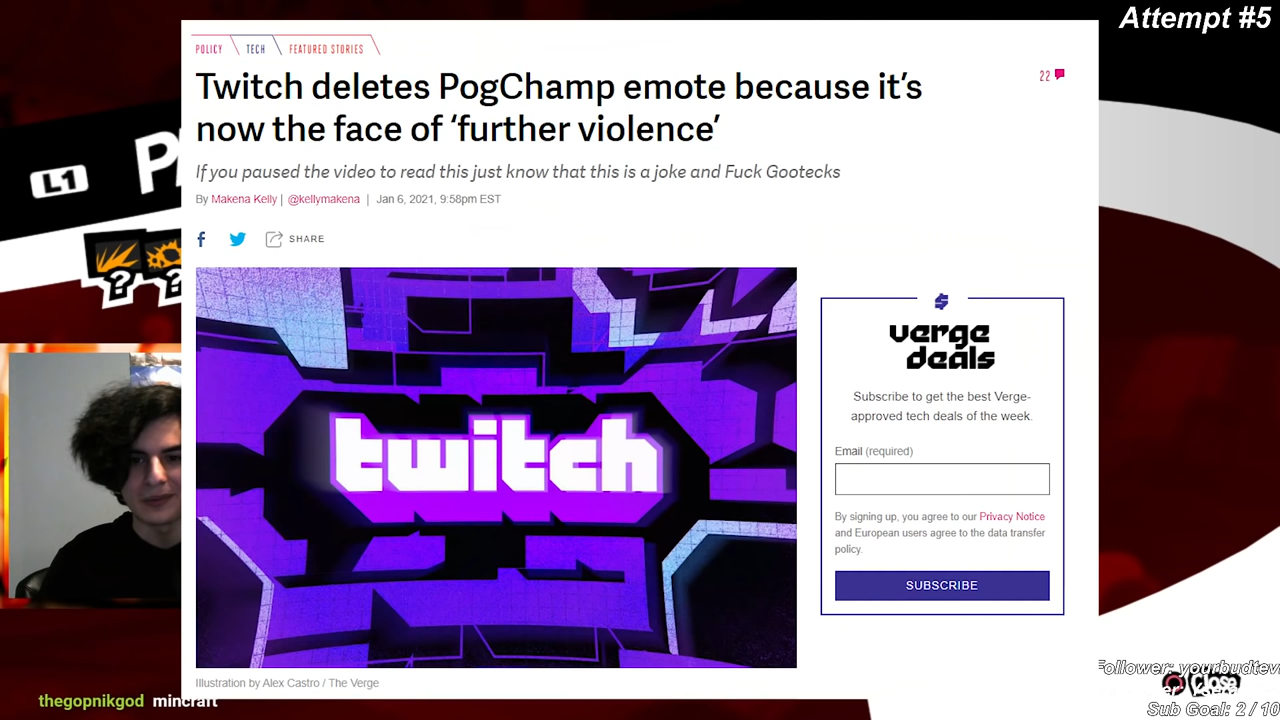 Attempt #5
POLICY TECH FEATURED STORIES
Twitch deletes PogChamp emote because it's
now the face of 'further violence'
22
If you paused the video to read this just know that this is a joke and Fuck Gootecks
By Makena Kelly | @kellymakena | Jan 6, 2021, 9:58pm EST
SHARE
L1
?
?
twitch
verge
deals
Subscribe to get the best Verge-
approved tech deals of the week.
Email (required)
By signing up, you agree to our Privacy Notice
and European users agree to the data transfer
policy.
SUBSCRIBE
Illustration by Alex Castro / The Verge
thegopnikgod mincraft
Follower: yourbudtev
Close
Sub Goal: 2 / 10